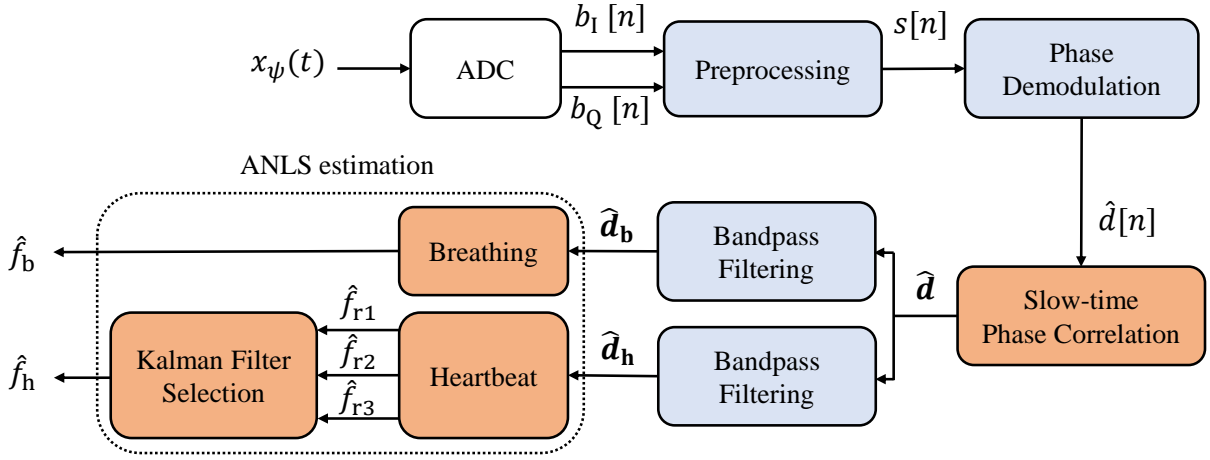 x_ψ(t)
ADC
b_I [n]
b_Q [n]
Preprocessing
s[n]
Phase
Demodulation
d̂[n]
Slow-time
Phase Correlation
d̂
Bandpass
Filtering
Bandpass
Filtering
d̂_b
d̂_h
ANLS estimation
Breathing
Heartbeat
f̂_r1
f̂_r2
f̂_r3
Kalman Filter
Selection
f̂_b
f̂_h